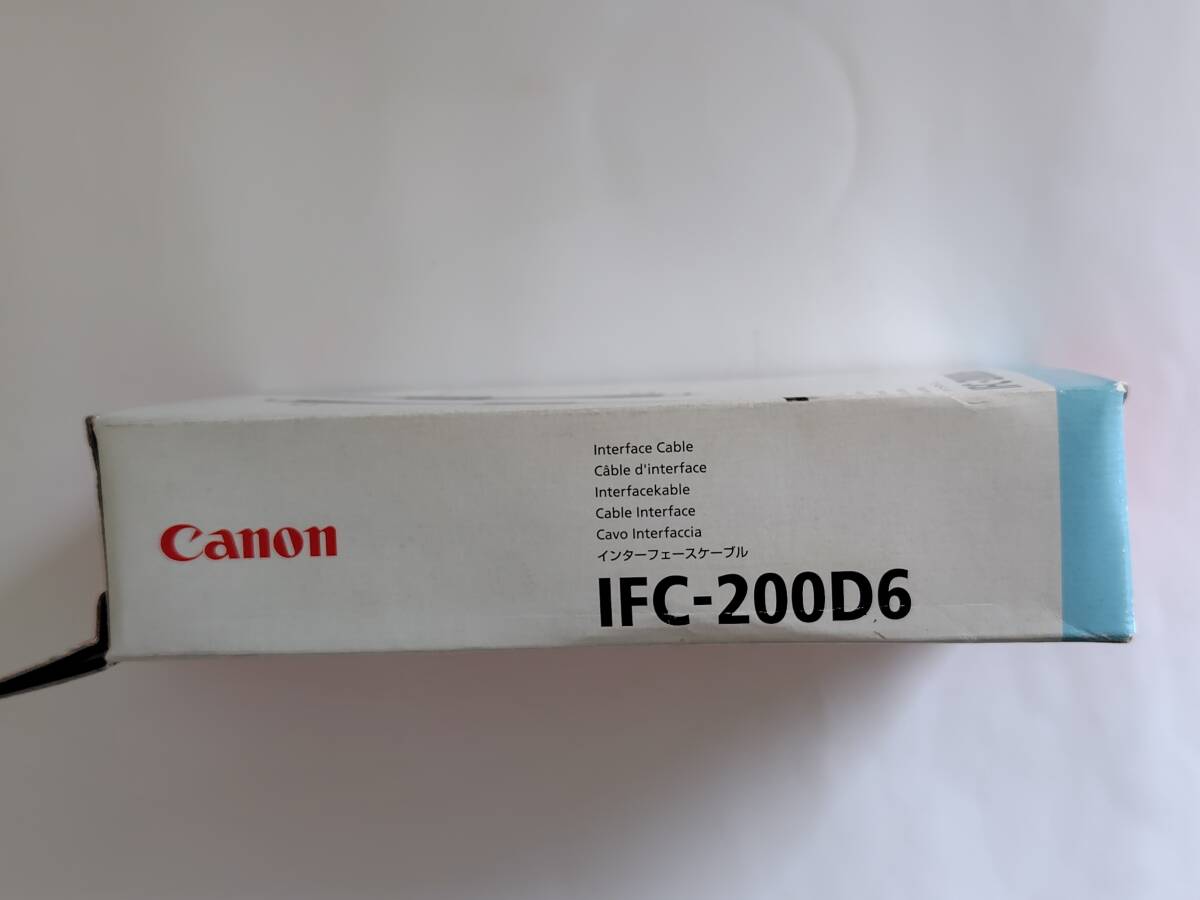 Canon
Interface Cable
Câble d'interface
Interfacekable
Cable Interface
Cavo Interfaccia
インターフェースケーブル
IFC-200D6